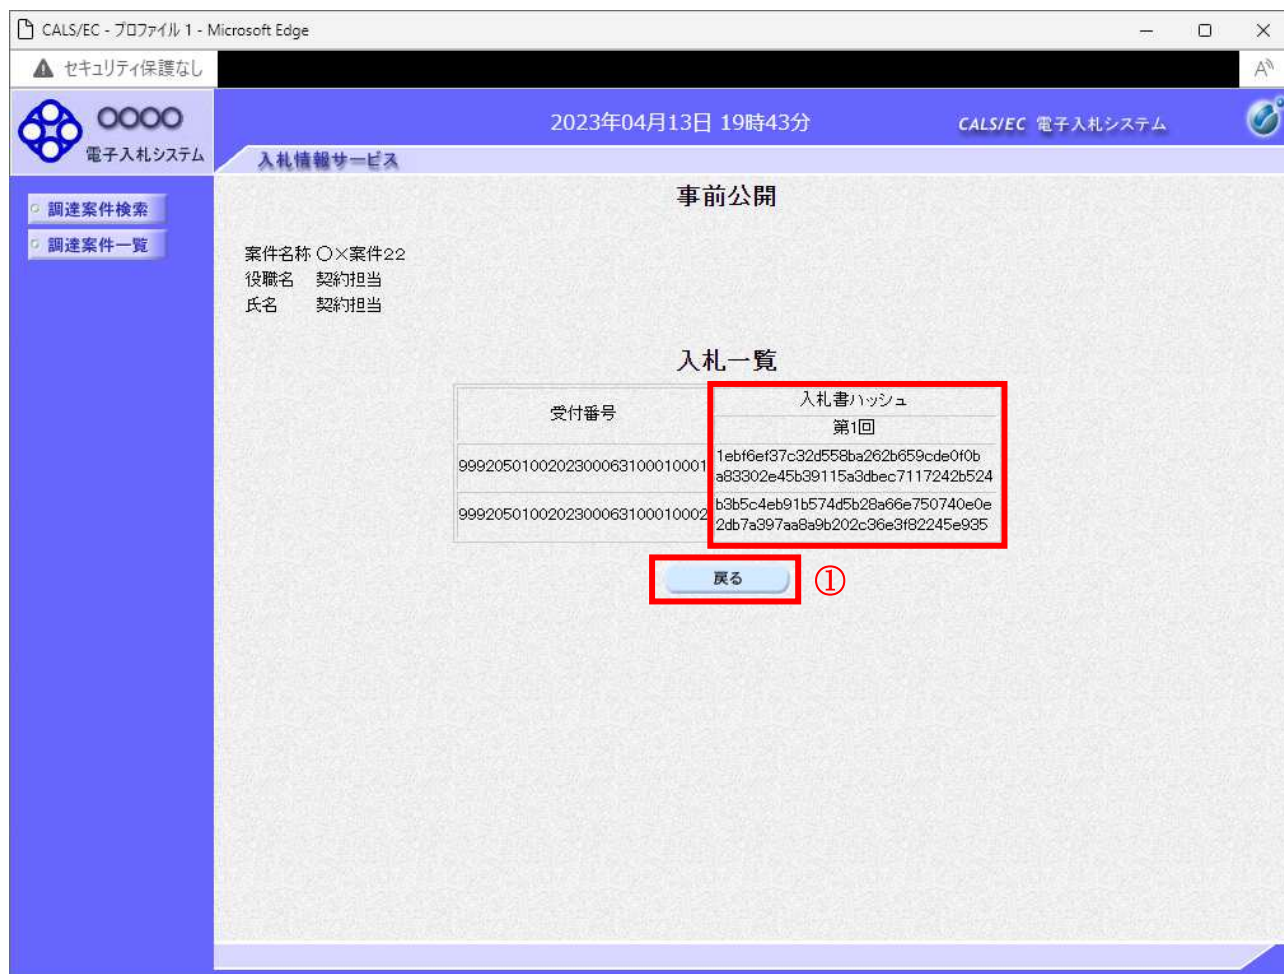 CALS/EC - プロファイル 1 - Microsoft Edge
セキュリティ保護なし
OOOO
電子入札システム
2023年04月13日 19時43分
CALS/EC 電子入札システム
入札情報サービス
調達案件検索
調達案件一覧
事前公開
案件名称 〇×案件22
役職名 契約担当
氏名 契約担当
入札一覧
受付番号
入札書ハッシュ
第1回
9992050100202300063100010001
1ebf6ef37c32d558ba262b659cde0f0b
a83302e45b39115a3dbec7117242b524
9992050100202300063100010002
b3b5c4eb91b574d5b28a66e750740e0e
2db7a397aa8a9b202c36e3f82245e935
戻る
①